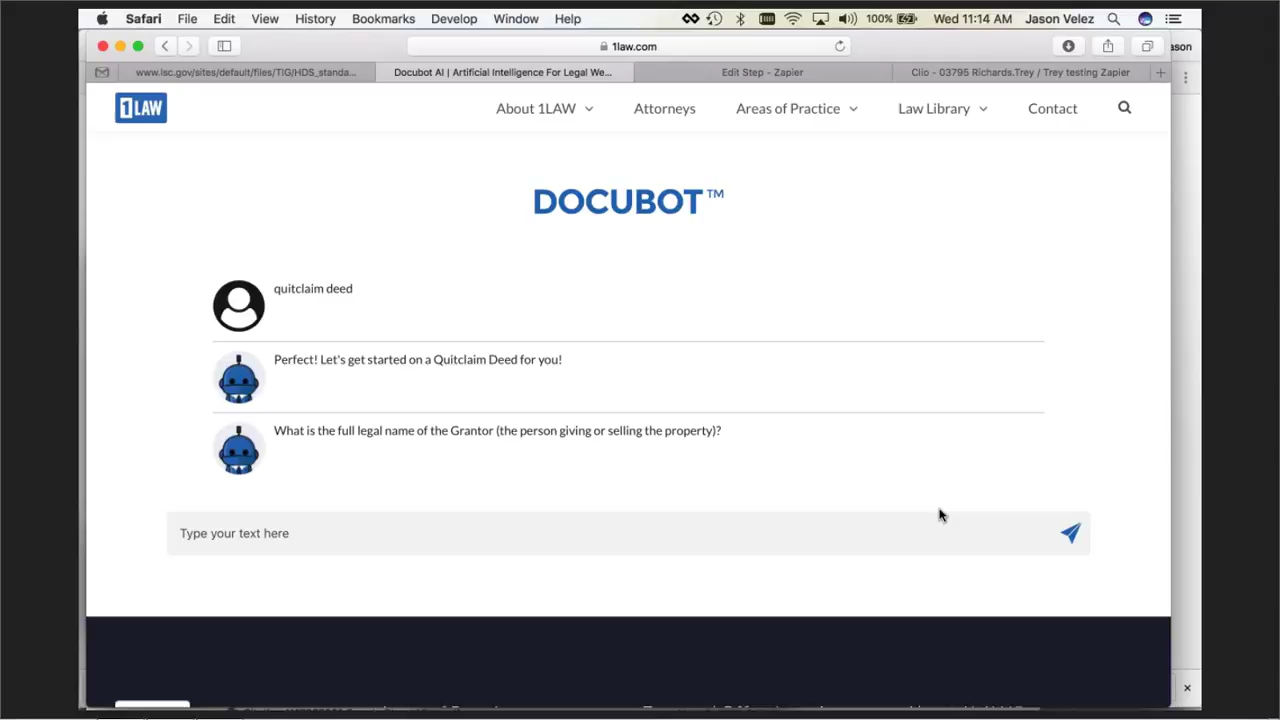 Safari File Edit View History Bookmarks Develop Window Help 100% Wed 11:14 AM Jason Velez
1law.com
ason
www.lsc.gov/sites/default/files/TIG/HDS_standa... Docubot AI | Artificial Intelligence For Legal We... Edit Step - Zapier Clio - 03795 Richards.Trey / Trey testing Zapier
1LAW About 1LAW Attorneys Areas of Practice Law Library Contact
DOCUBOT™
quitclaim deed
Perfect! Let's get started on a Quitclaim Deed for you!
What is the full legal name of the Grantor (the person giving or selling the property)?
Type your text here